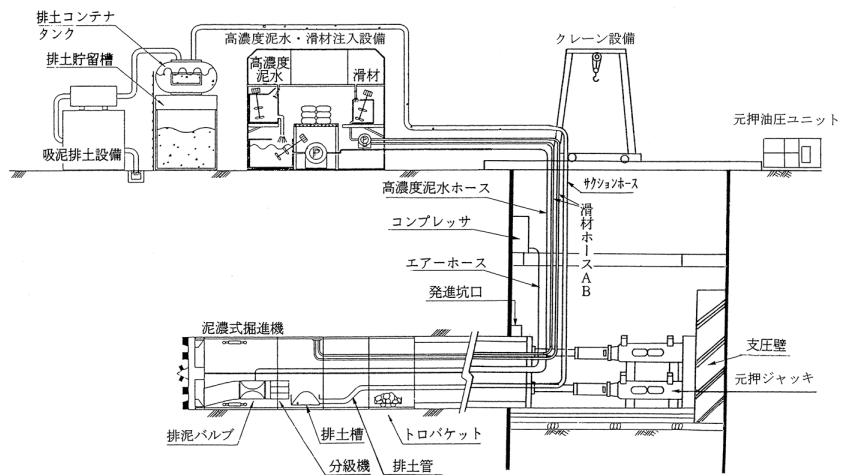 排土コンテナ
タンク
排土貯留槽
吸泥排土設備
高濃度泥水・滑材注入設備
高濃度
泥水
滑材
P
クレーン設備
元押油圧ユニット
サクションホース
高濃度泥水ホース
滑材ホースAB
コンプレッサ
エアーホース
発進坑口
泥濃式掘進機
支圧壁
元押ジャッキ
排泥バルブ
分級機
排土槽
排土管
トロバケット